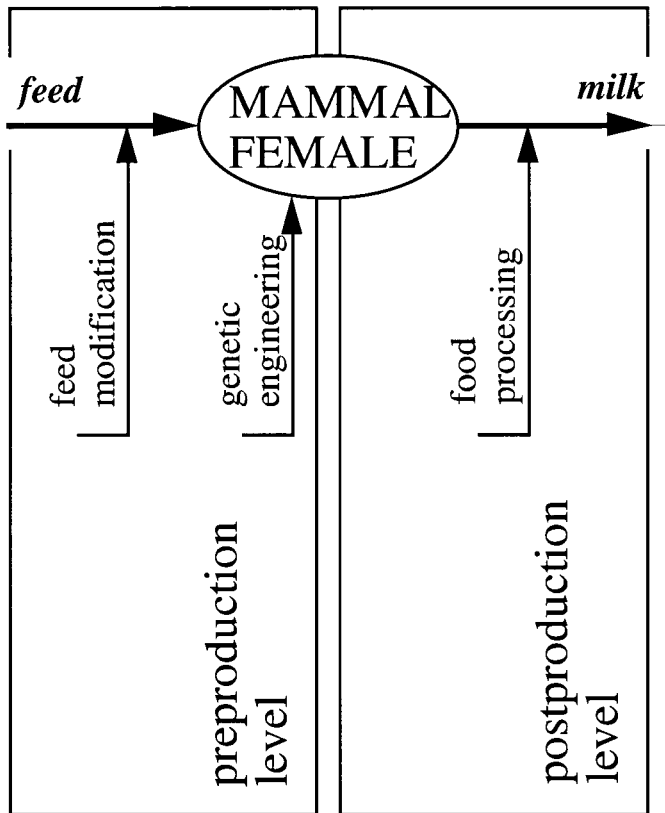 feed
MAMMAL
FEMALE
milk
feed
modification
genetic
engineering
food
processing
preproduction
level
postproduction
level